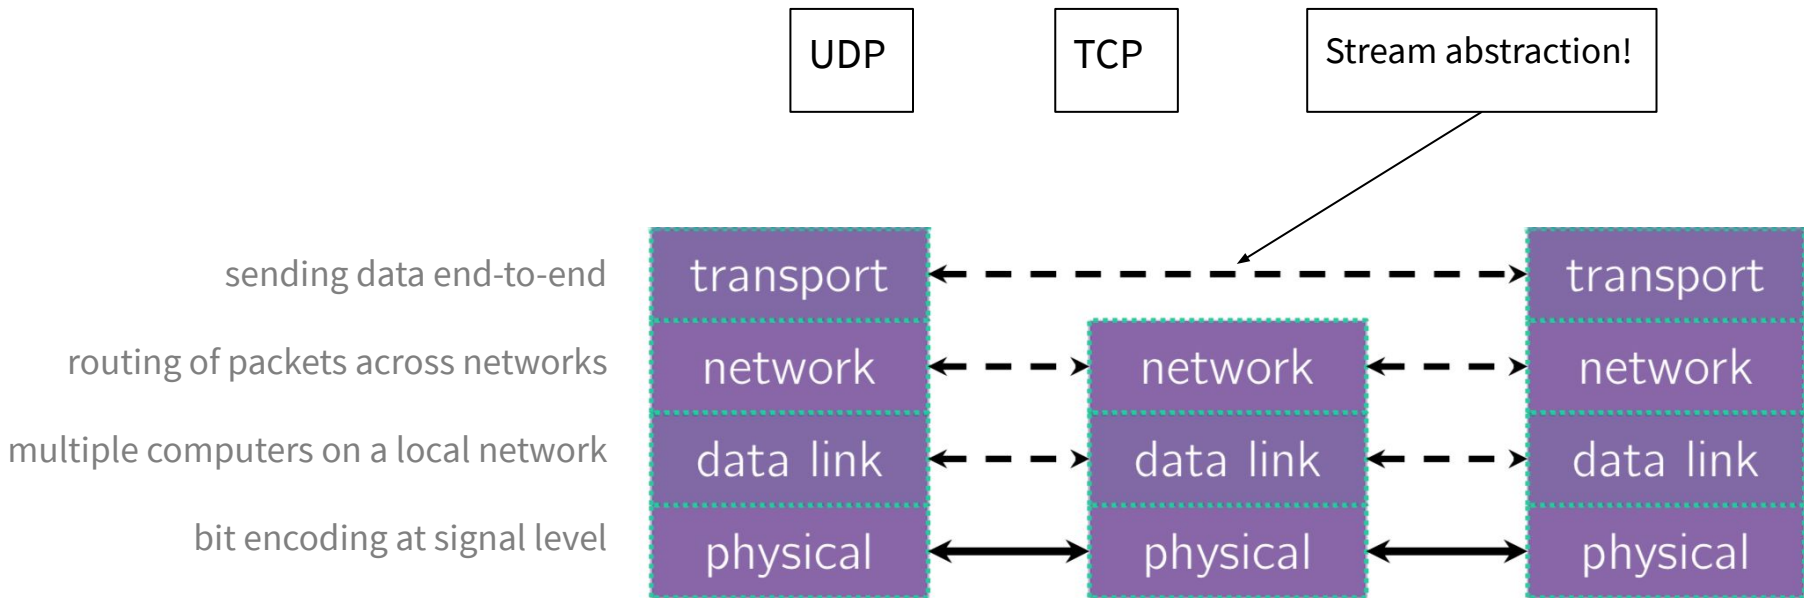 UDP
TCP
Stream abstraction!
sending data end-to-end
transport
transport
routing of packets across networks
network
network
network
multiple computers on a local network
data link
data link
data link
bit encoding at signal level
physical
physical
physical